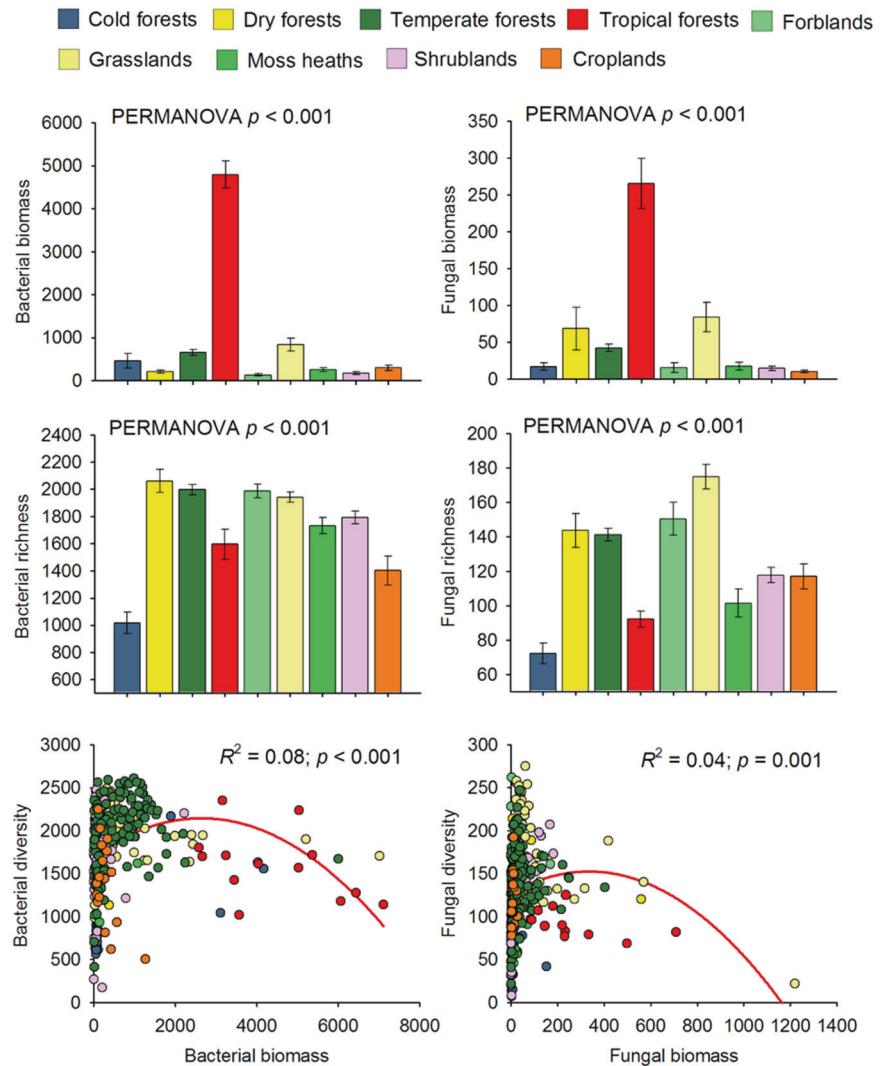 Cold forests Dry forests Temperate forests Tropical forests Forblands
Grasslands Moss heaths Shrublands Croplands
PERMANOVA p < 0.001
Bacterial biomass
6000
5000
4000
3000
2000
1000
0
PERMANOVA p < 0.001
Fungal biomass
350
300
250
200
150
100
50
0
PERMANOVA p < 0.001
Bacterial richness
2400
2200
2000
1800
1600
1400
1200
1000
800
600
PERMANOVA p < 0.001
Fungal richness
200
180
160
140
120
100
80
60
R² = 0.08; p < 0.001
Bacterial diversity
3000
2500
2000
1500
1000
500
0
0 2000 4000 6000 8000
Bacterial biomass
R² = 0.04; p = 0.001
Fungal diversity
300
250
200
150
100
50
0
0 200 400 600 800 1000 1200 1400
Fungal biomass